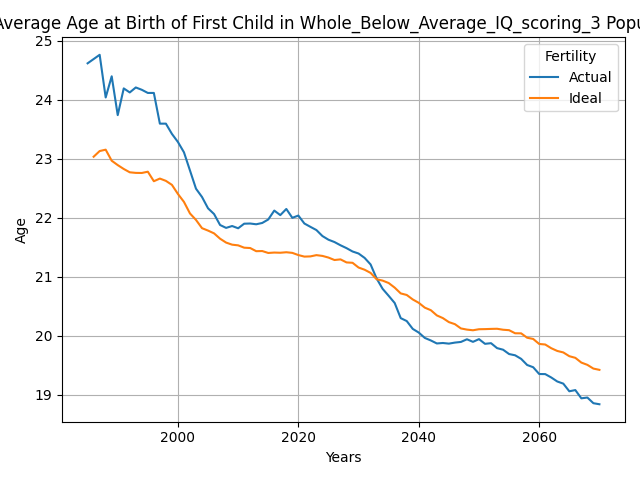 Average Age at Birth of First Child in Whole_Below_Average_IQ_scoring_3
Fertility
Actual
Ideal
25
24
23
22
21
20
19
Age
2000 2020 2040 2060
Years